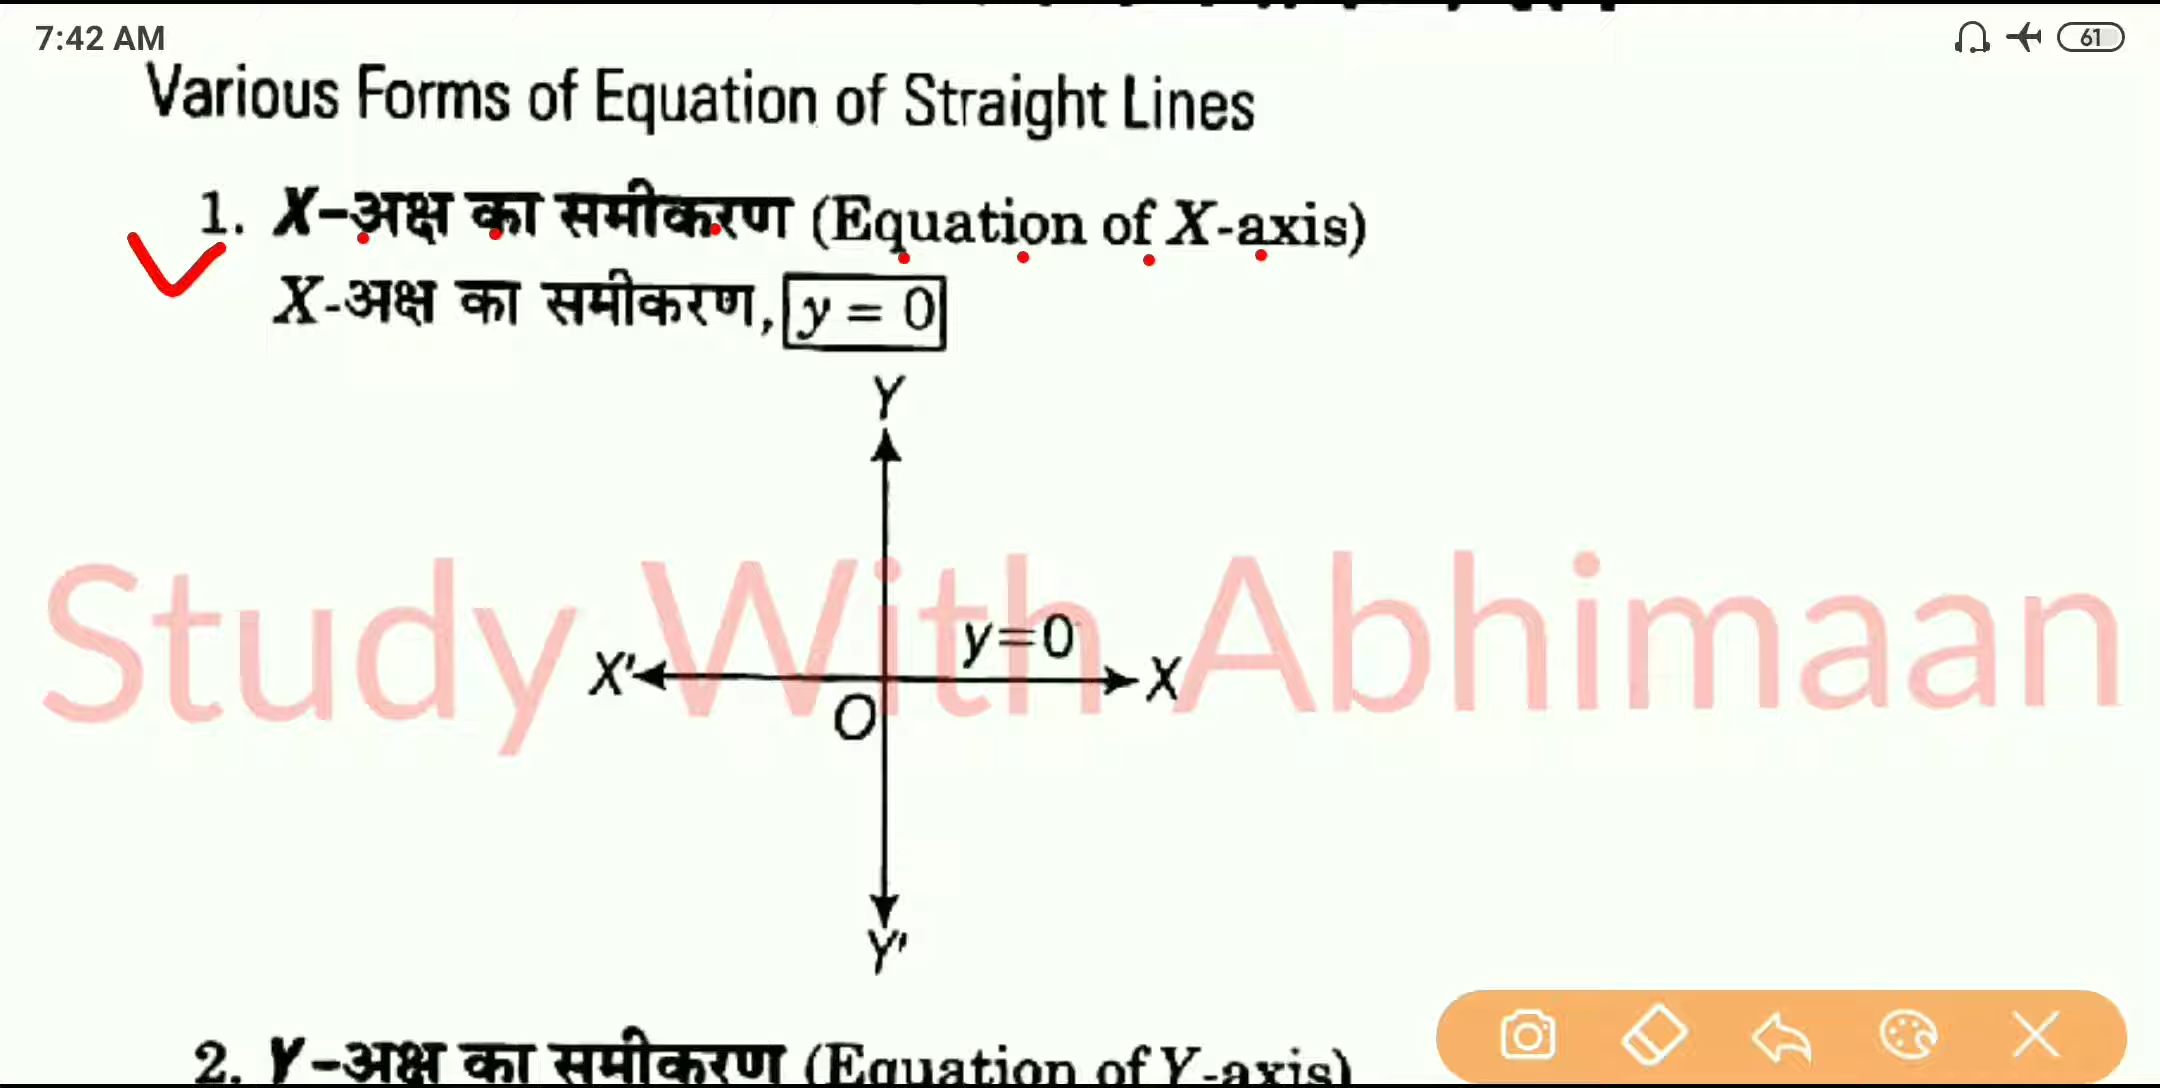 7:42 AM
61
Various Forms of Equation of Straight Lines
1. X-अक्ष का समीकरण (Equation of X-axis)
X-अक्ष का समीकरण, y = 0
Y
Study With Abhimaan
y=0
X' X
O
Y'
2. Y-अक्ष का समीकरण (Equation of Y-axis)